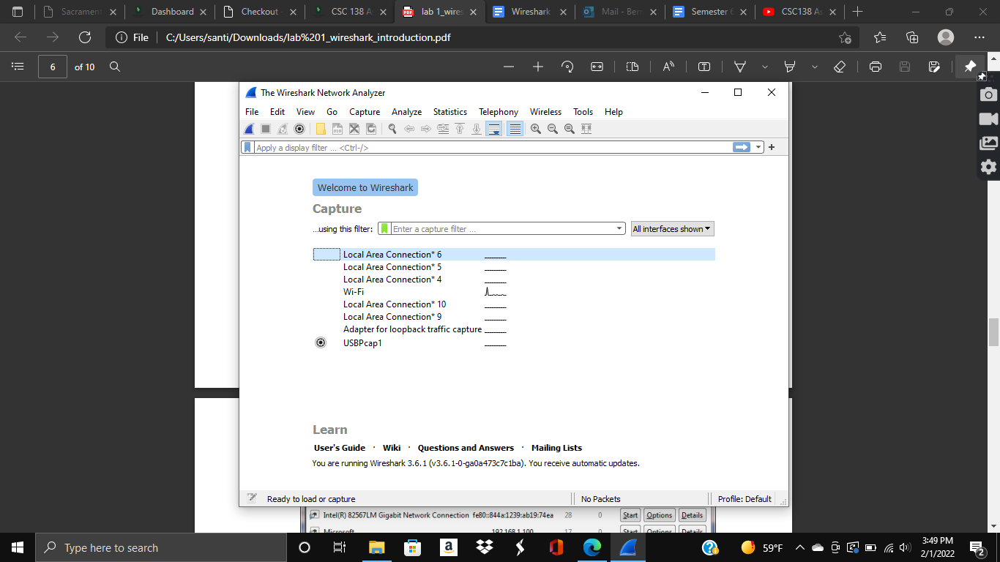 Sacrament
Dashboard
Checkout -
CSC 138 As
lab 1_wires
Wireshark
Mail - Bern
Semester 6
CSC138 As
File
C:/Users/santi/Downloads/lab%201_wireshark_introduction.pdf
6 of 10
The Wireshark Network Analyzer
File Edit View Go Capture Analyze Statistics Telephony Wireless Tools Help
Apply a display filter ... <Ctrl-/>
Welcome to Wireshark
Capture
...using this filter: Enter a capture filter ... All interfaces shown
Local Area Connection* 6
Local Area Connection* 5
Local Area Connection* 4
Wi-Fi
Local Area Connection* 10
Local Area Connection* 9
Adapter for loopback traffic capture
USBPcap1
Learn
User's Guide · Wiki · Questions and Answers · Mailing Lists
You are running Wireshark 3.6.1 (v3.6.1-0-ga0a473c7c1ba). You receive automatic updates.
Ready to load or capture No Packets Profile: Default
Intel(R) 82567LM Gigabit Network Connection fe80::844a:1239:ab19:74ea 28 0 Start Options Details
Microsoft 192.168.1.100 17 0 Start Options Details
Type here to search
59°F
3:49 PM
2/1/2022
2